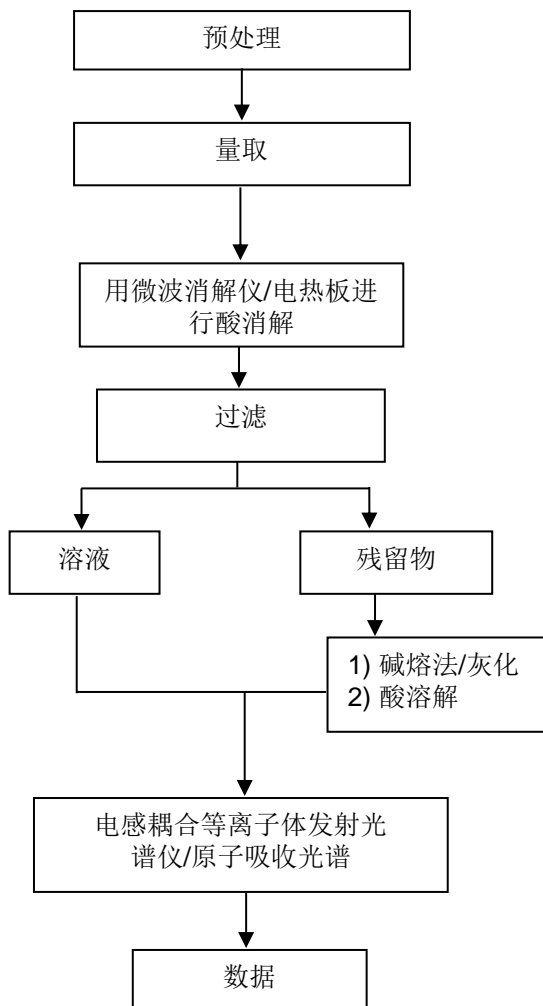 预处理
量取
用微波消解仪/电热板进
行酸消解
过滤
溶液
残留物
1) 碱熔法/灰化
2) 酸溶解
电感耦合等离子体发射光
谱仪/原子吸收光谱
数据